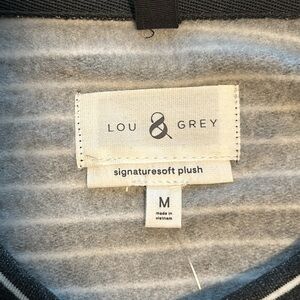 LOU & GREY
signaturesoft plush
M
made in
vietnam